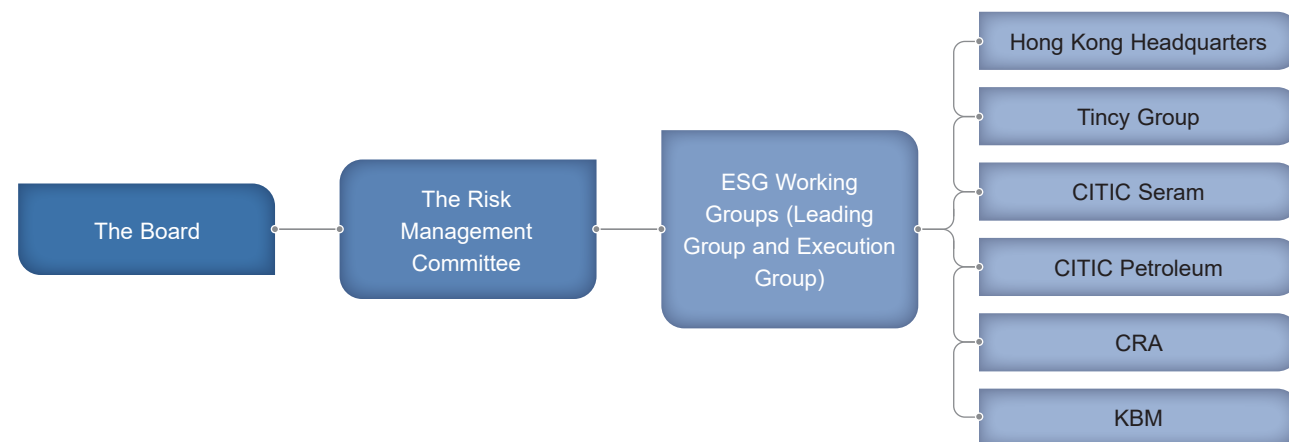 The Board
The Risk
Management
Committee
ESG Working
Groups (Leading
Group and Execution
Group)
Hong Kong Headquarters
Tincy Group
CITIC Seram
CITIC Petroleum
CRA
KBM